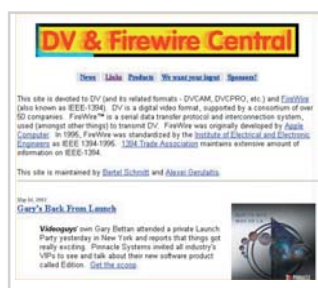 DV & Firewire Central
News Links Products We want your input Sponsors!
This site is devoted to DV (and its related formats - DVCAM, DVCPRO, etc.) and FireWire
(also known as IEEE-1394). DV is a digital video format, supported by a consortium of over
60 companies. FireWire™ is a serial data transfer protocol and interconnection system,
used (amongst other things) to transmit DV. FireWire was originally developed by Apple
Computer. In 1995, FireWire was standardized by the Institute of Electrical and Electronic
Engineers as IEEE 1394-1995. 1394 Trade Association maintains extensive amount of
information on IEEE-1394.
This site is maintained by Bertel Schmitt and Alexei Gerulaitis.
Gary's Back From Launch
Videoguys' own Gary Bettan attended a private Launch
Party yesterday in New York and reports that things got
really exciting. Pinnacle Systems invited all industry's
VIPs to see and talk about their new software product
called Edition. Get the scoop.
PINNACLE